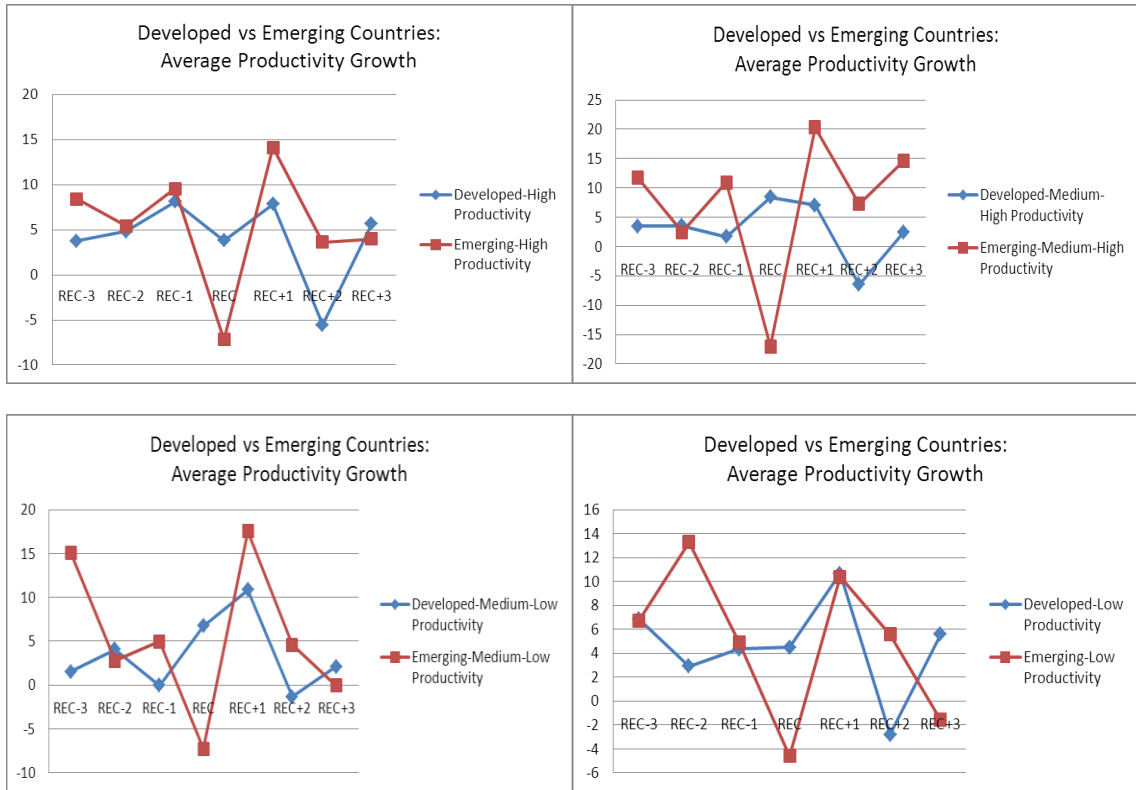 Developed vs Emerging Countries:
Average Productivity Growth
20
15
10
5
0
-5
-10
REC-3 REC-2 REC-1 REC REC+1 REC+2 REC+3
Developed-High
Productivity
Emerging-High
Productivity
Developed vs Emerging Countries:
Average Productivity Growth
25
20
15
10
5
0
-5
-10
-15
-20
REC-3 REC-2 REC-1 REC REC+1 REC+2 REC+3
Developed-Medium-
High Productivity
Emerging-Medium-High
Productivity
Developed vs Emerging Countries:
Average Productivity Growth
20
15
10
5
0
-5
-10
REC-3 REC-2 REC-1 REC REC+1 REC+2 REC+3
Developed-Medium-Low
Productivity
Emerging-Medium-Low
Productivity
Developed vs Emerging Countries:
Average Productivity Growth
16
14
12
10
8
6
4
2
0
-2
-4
-6
REC-3 REC-2 REC-1 REC REC+1 REC+2 REC+3
Developed-Low
Productivity
Emerging-Low
Productivity